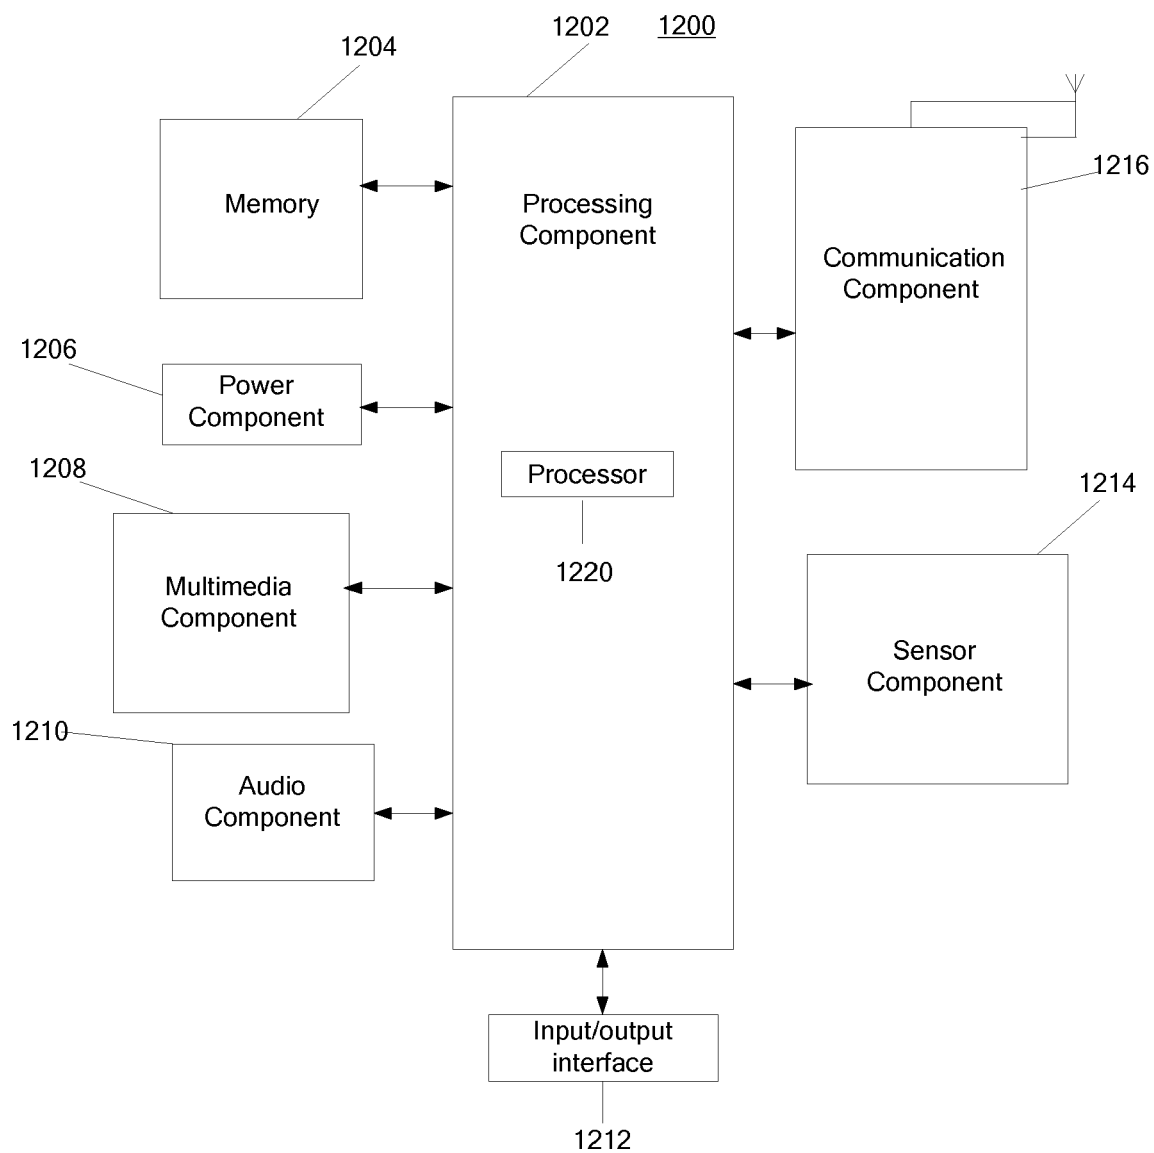 1202
1200
1204
1216
Memory
Processing
Component
Communication
Component
1206
Power
Component
1208
Processor
1214
1220
Multimedia
Component
Sensor
Component
1210
Audio
Component
Input/output
interface
1212